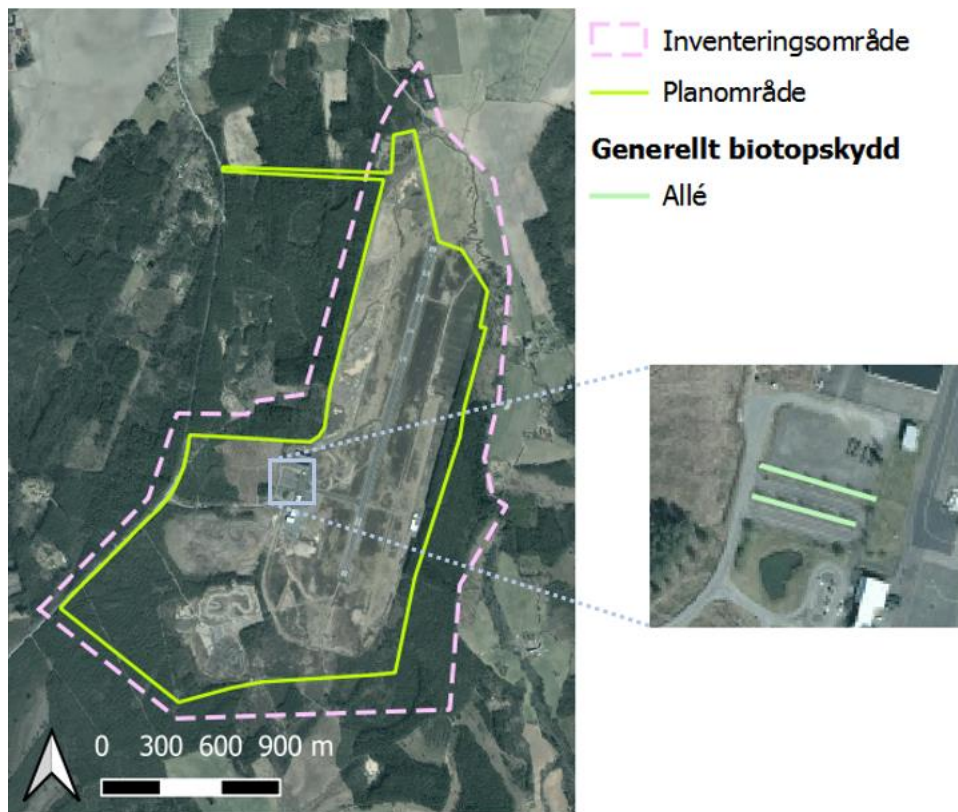 Inventeringsområde
Planområde
Generellt biotopskydd
Allé
0 300 600 900 m